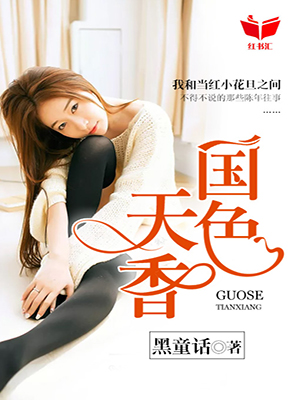 红书汇
我和当红小花旦之间
不得不说的那些陈年往事
……
国色
天香
GUOSE
TIANXIANG
黑童话◎著